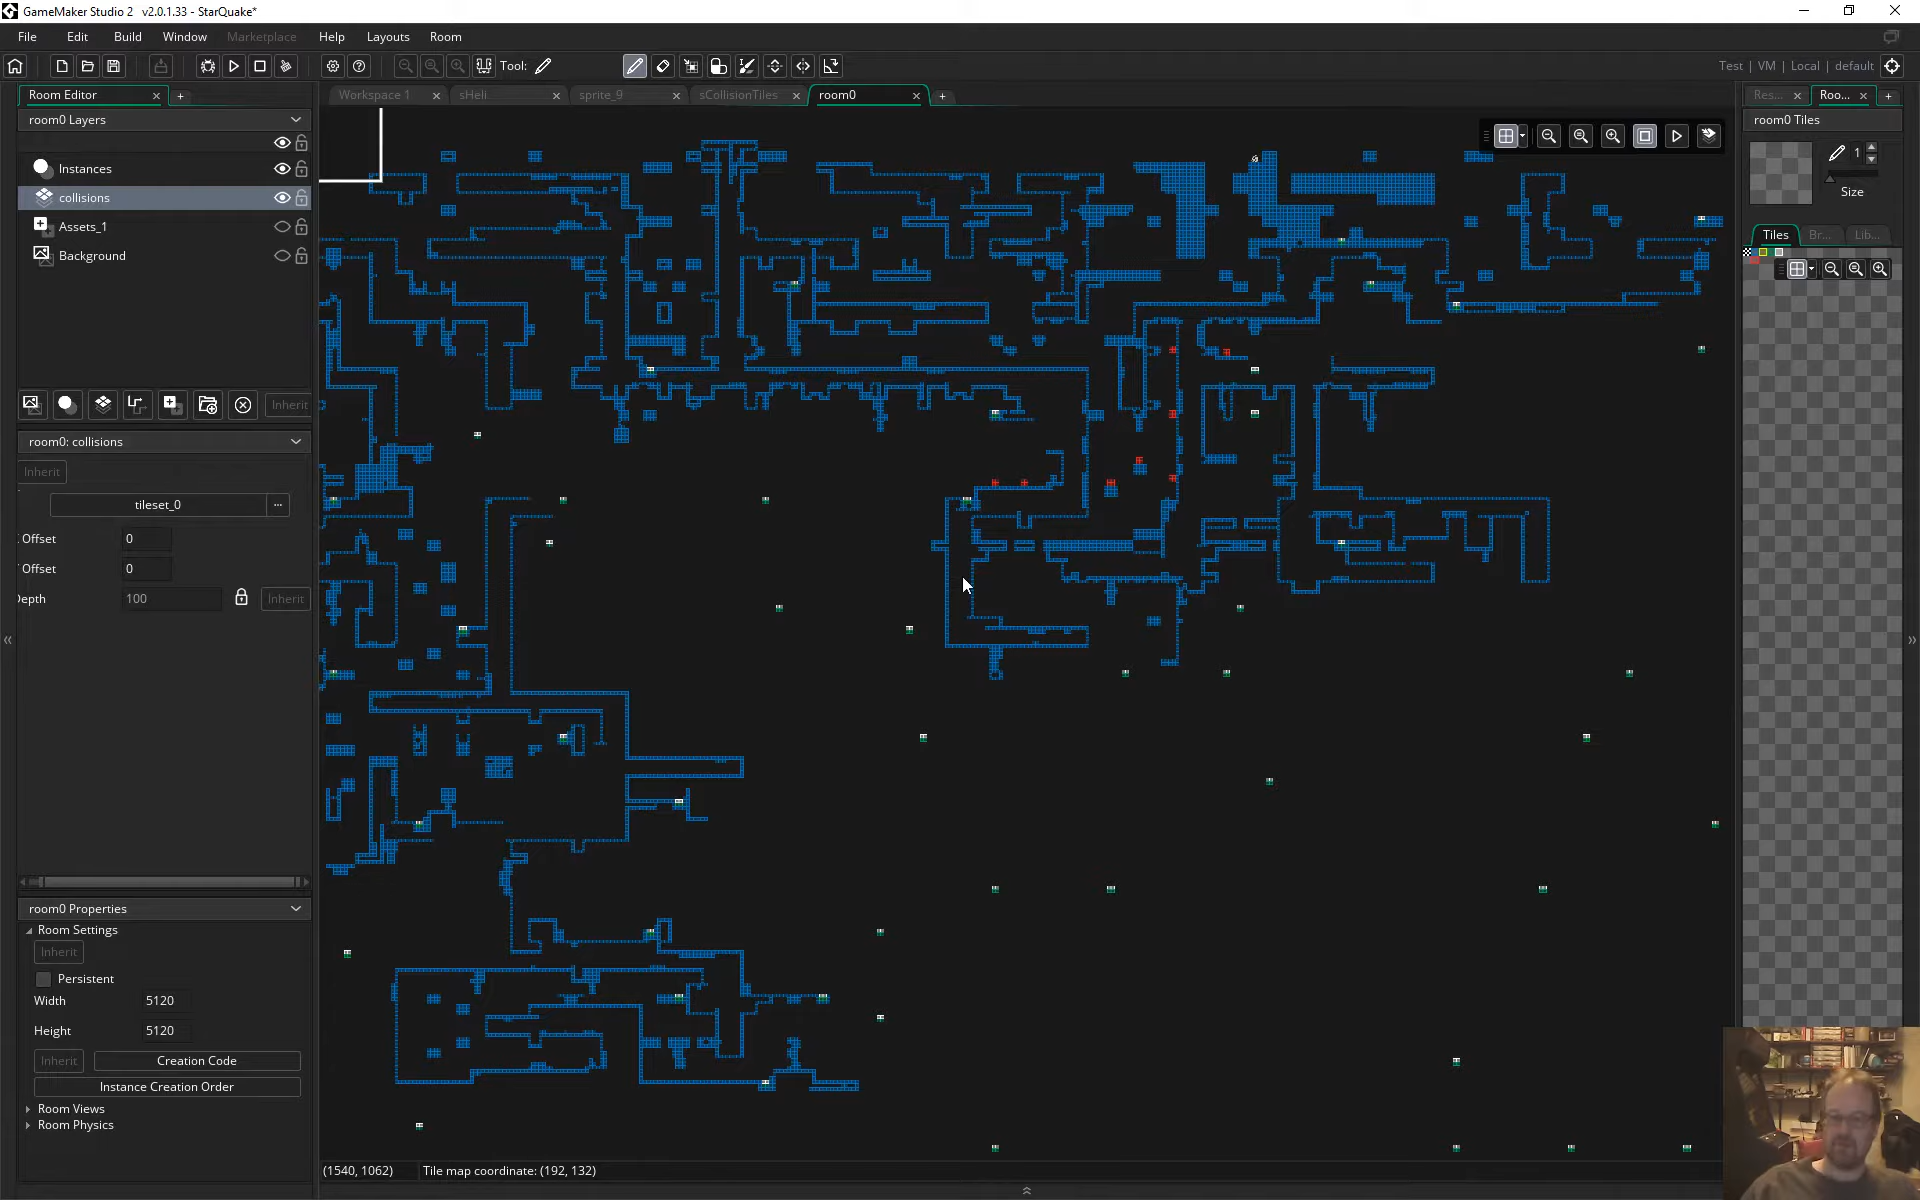 GameMaker Studio 2   v2.0.1.33 - StarQuake*
File Edit Build Window Marketplace Help Layouts Room
Tool:
Test | VM | Local | default
Room Editor
Workspace 1
sHeli
sprite_9
sCollisionTiles
room0
Res...
Roo...
room0 Layers
room0 Tiles
Instances
collisions
Assets_1
Background
1
Size
Tiles
Br...
Lib...
Inherit
room0: collisions
Inherit
tileset_0
...
Offset 0
Offset 0
Depth 100 Inherit
room0 Properties
Room Settings
Inherit
Persistent
Width 5120
Height 5120
Inherit Creation Code
Instance Creation Order
Room Views
Room Physics
(1540, 1062) Tile map coordinate: (192, 132)